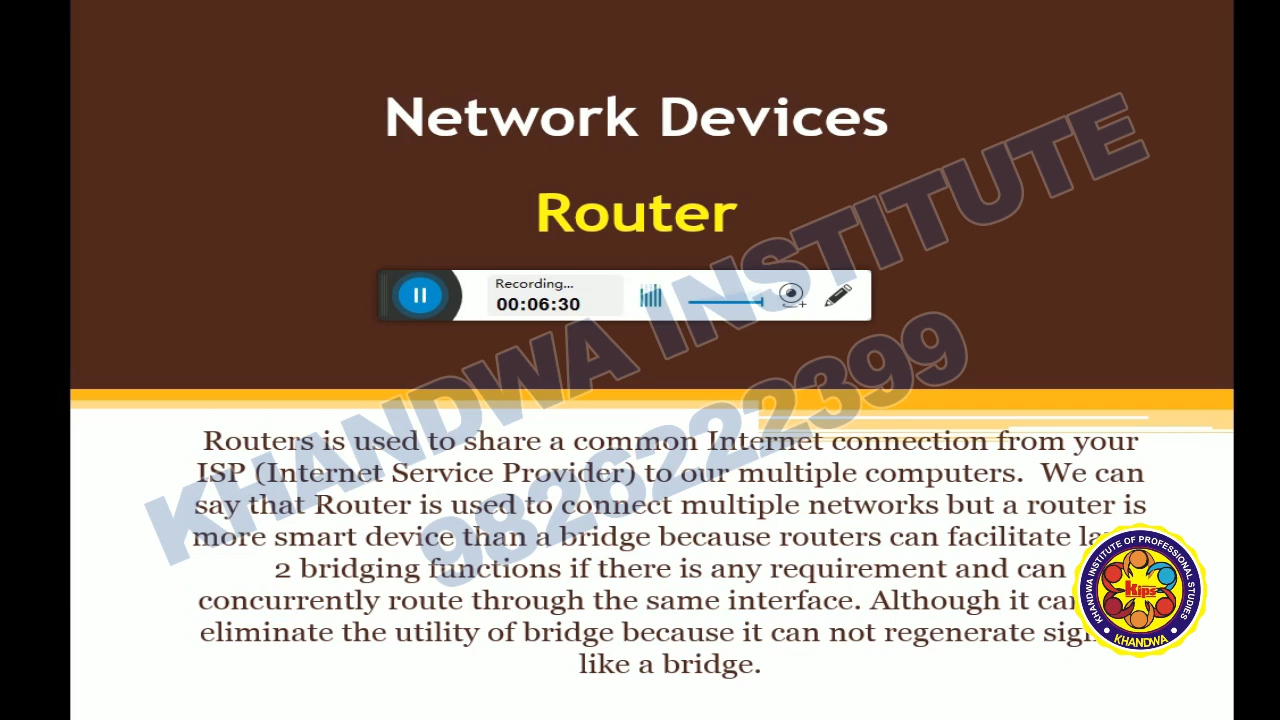 Network Devices
Router
Recording...
00:06:30
KHANDWA INSTITUTE
9826222399
Routers is used to share a common Internet connection from your
ISP (Internet Service Provider) to our multiple computers. We can
say that Router is used to connect multiple networks but a router is
more smart device than a bridge because routers can facilitate
2 bridging functions if there is any requirement and can
concurrently route through the same interface. Although it
eliminate the utility of bridge because it can not regenerate
like a bridge.
KHANDWA INSTITUTE OF PROFESSIONAL STUDIES
kips
KHANDWA